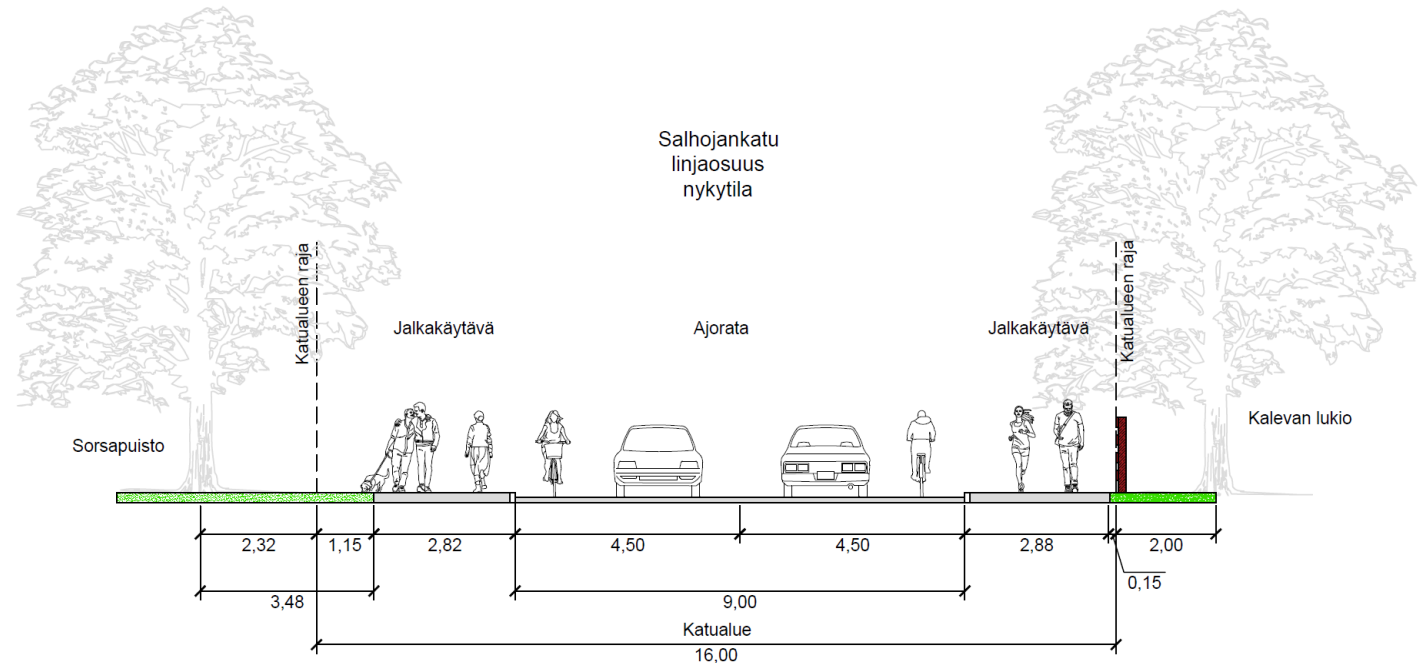 Salhojankatu
linjaosuus
nykytila
Katualueen raja
Katualueen raja
Jalkakäytävä
Ajorata
Jalkakäytävä
Sorsapuisto
Kalevan lukio
2,32
1,15
2,82
4,50
4,50
2,88
2,00
0,15
3,48
9,00
Katualue
16,00